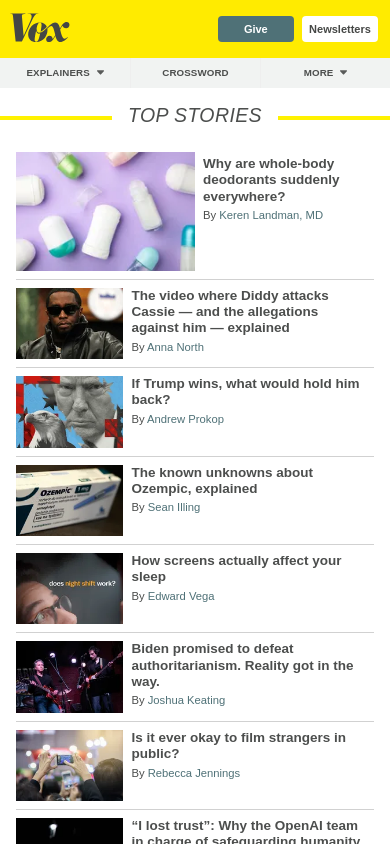 Vox
Give
Newsletters
EXPLAINERS
CROSSWORD
MORE
TOP STORIES
Why are whole-body
deodorants suddenly
everywhere?
By Keren Landman, MD
The video where Diddy attacks
Cassie — and the allegations
against him — explained
By Anna North
If Trump wins, what would hold him
back?
By Andrew Prokop
OZEMPIC
The known unknowns about
Ozempic, explained
By Sean Illing
does night shift work?
How screens actually affect your
sleep
By Edward Vega
Biden promised to defeat
authoritarianism. Reality got in the
way.
By Joshua Keating
Is it ever okay to film strangers in
public?
By Rebecca Jennings
“I lost trust”: Why the OpenAI team
in charge of safeguarding humanity